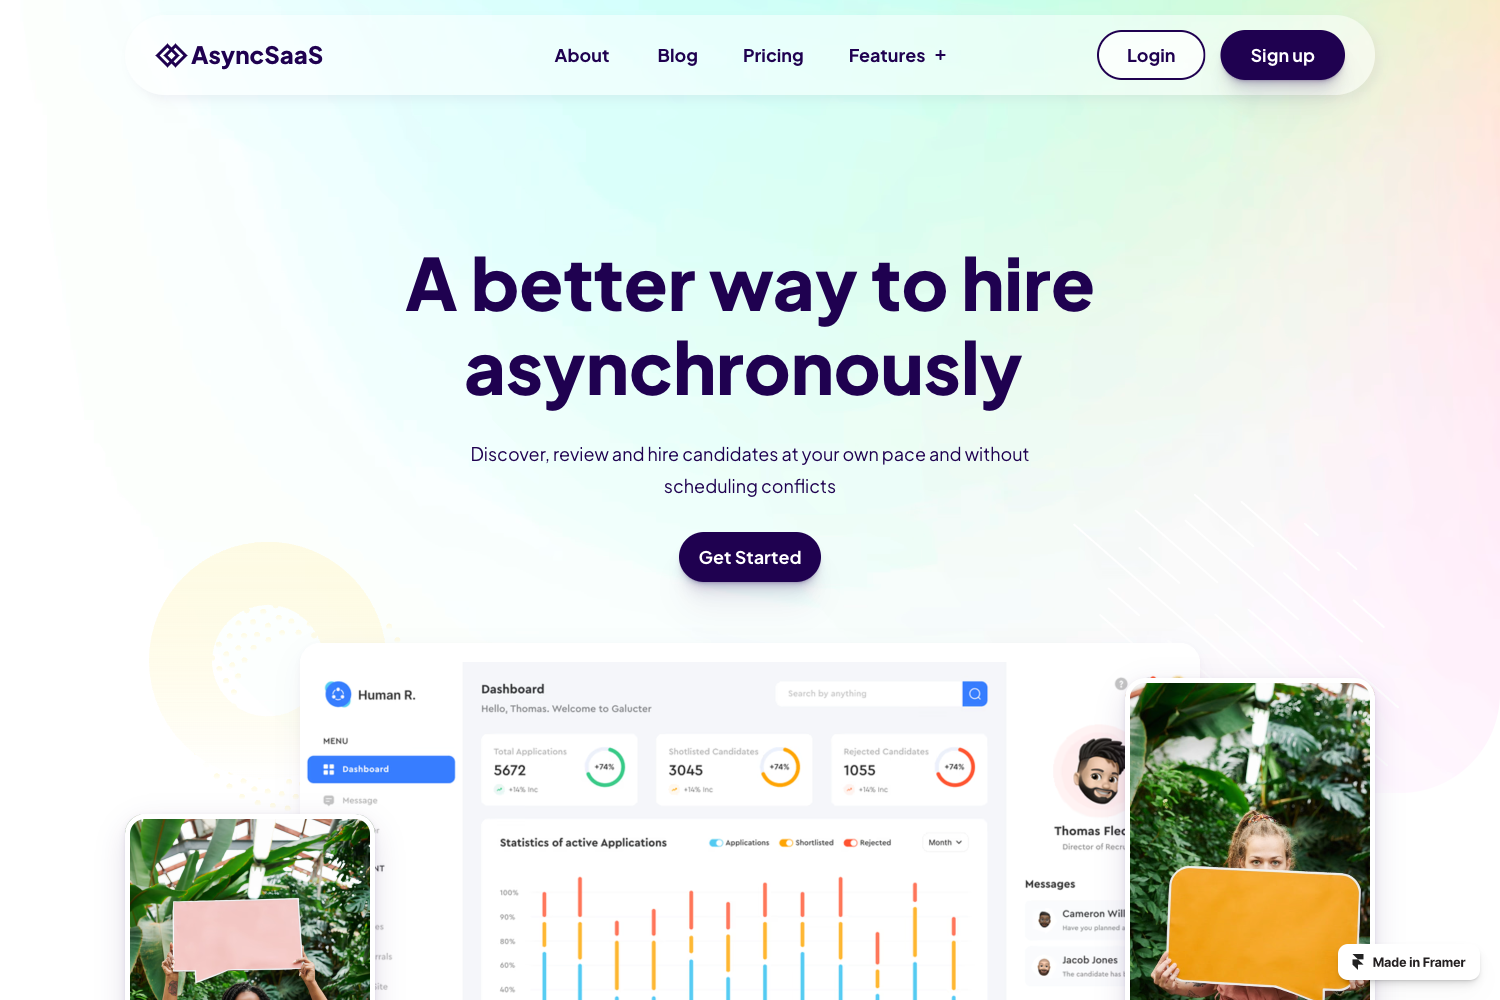 AsyncSaaS
About
Blog
Pricing
Features +
Login
Sign up
A better way to hire
asynchronously
Discover, review and hire candidates at your own pace and without
scheduling conflicts
Get Started
Human R.
MENU
Dashboard
Message
Dashboard
Hello, Thomas. Welcome to Galucter
Search by anything
Total Applications
5672
+14% Inc
+74%
Shotlisted Candidates
3045
+14% Inc
+74%
Rejected Candidates
1055
+14% Inc
+74%
Statistics of active Applications
Applications
Shortlisted
Rejected
Month
100%
90%
80%
60%
40%
Thomas
Director of
Messages
Cameron
Have you planned
Jacob Jones
The candidate has
Made in Framer